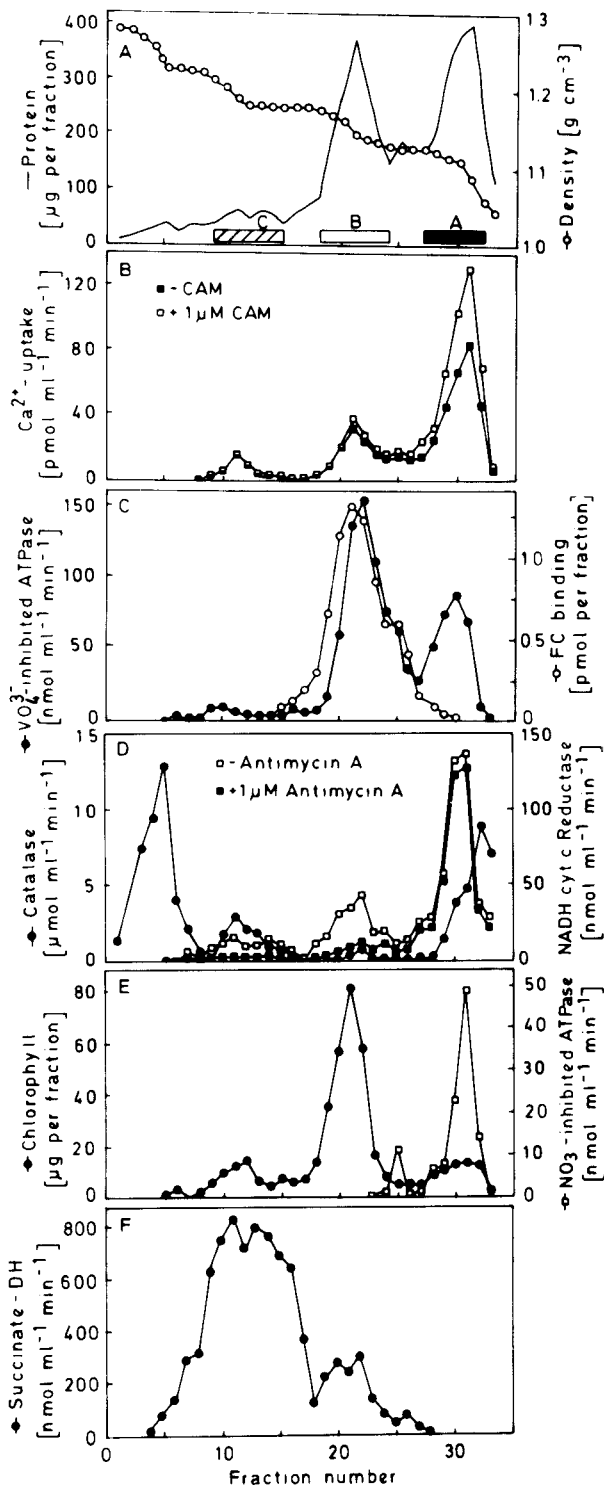 400
300
200
100
0
— Protein
[µg per fraction]
A
C
B
A
1.3
1.2
1.1
1.0
Density [g cm⁻³]
120
80
40
0
Ca²⁺- uptake
[pmol ml⁻¹ min⁻¹]
B
■ - CAM
□ + 1µM CAM
150
100
50
0
VO₄³⁻-inhibited ATPase
[nmol ml⁻¹ min⁻¹]
C
1.0
0.5
0
FC binding
[pmol per fraction]
15
10
5
0
Catalase
[µmol ml⁻¹ min⁻¹]
D
□ - Antimycin A
■ +1µM Antimycin A
150
100
50
0
NADH cyt c Reductase
[nmol ml⁻¹ min⁻¹]
80
60
40
20
0
Chlorophyll
[µg per fraction]
E
50
40
30
20
10
0
NO₃-inhibited ATPase
[nmol ml⁻¹ min⁻¹]
800
600
400
200
0
Succinate - DH
[nmol ml⁻¹ min⁻¹]
F
0 10 20 30
Fraction number